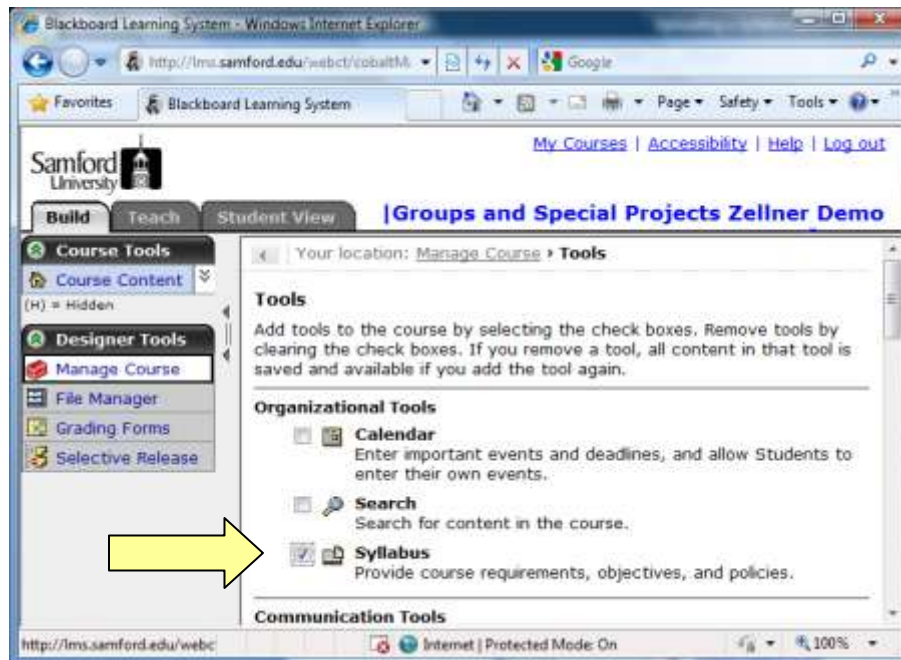 Blackboard Learning System - Windows Internet Explorer
http://lms.samford.edu/webct/cobaltM Google
Favorites Blackboard Learning System Page Safety Tools
My Courses | Accessibility | Help | Log out
Samford
University
Build Teach Student View |Groups and Special Projects Zellner Demo
Course Tools
Course Content
(H) = Hidden
Designer Tools
Manage Course
File Manager
Grading Forms
Selective Release
Your location: Manage Course › Tools
Tools
Add tools to the course by selecting the check boxes. Remove tools by
clearing the check boxes. If you remove a tool, all content in that tool is
saved and available if you add the tool again.
Organizational Tools
Calendar
Enter important events and deadlines, and allow Students to
enter their own events.
Search
Search for content in the course.
Syllabus
Provide course requirements, objectives, and policies.
Communication Tools
http://lms.samford.edu/webc Internet | Protected Mode: On 100%